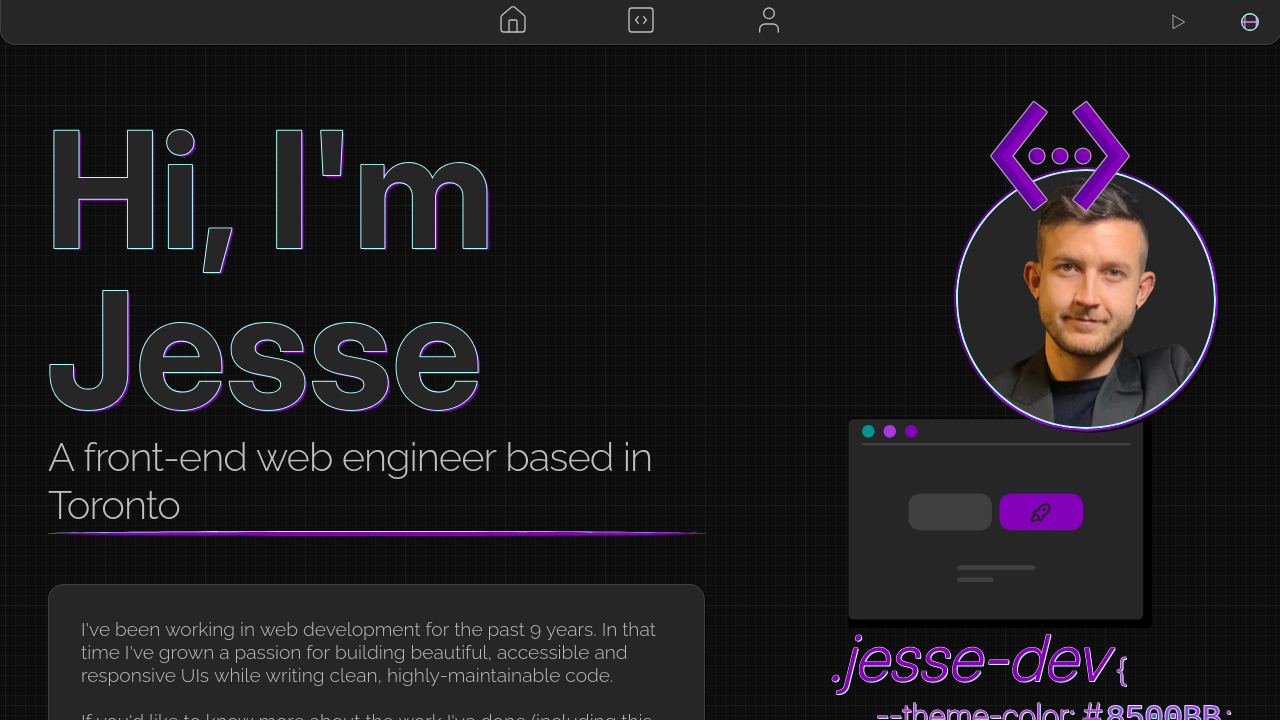 Hi, I'm
Jesse
A front-end web engineer based in
Toronto
I've been working in web development for the past 9 years. In that
time I've grown a passion for building beautiful, accessible and
responsive UIs while writing clean, highly-maintainable code.
If you'd like to know more about the work I've done (including this
.jesse-dev {
--theme-color: #8500BB;